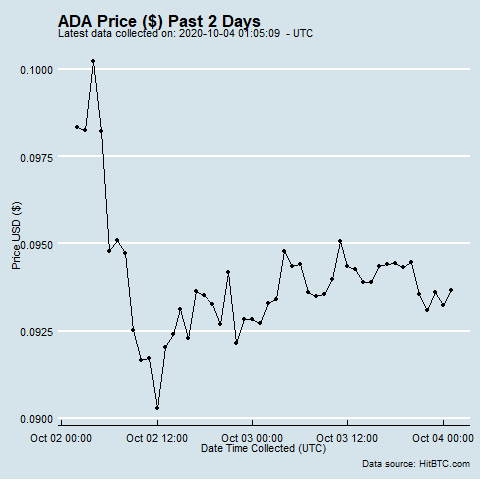 ADA Price ($) Past 2 Days
Latest data collected on: 2020-10-04 01:05:09 - UTC
0.1000
0.0975
0.0950
0.0925
0.0900
Price USD ($)
Oct 02 00:00 Oct 02 12:00 Oct 03 00:00 Oct 03 12:00 Oct 04 00:00
Date Time Collected (UTC)
Data source: HitBTC.com